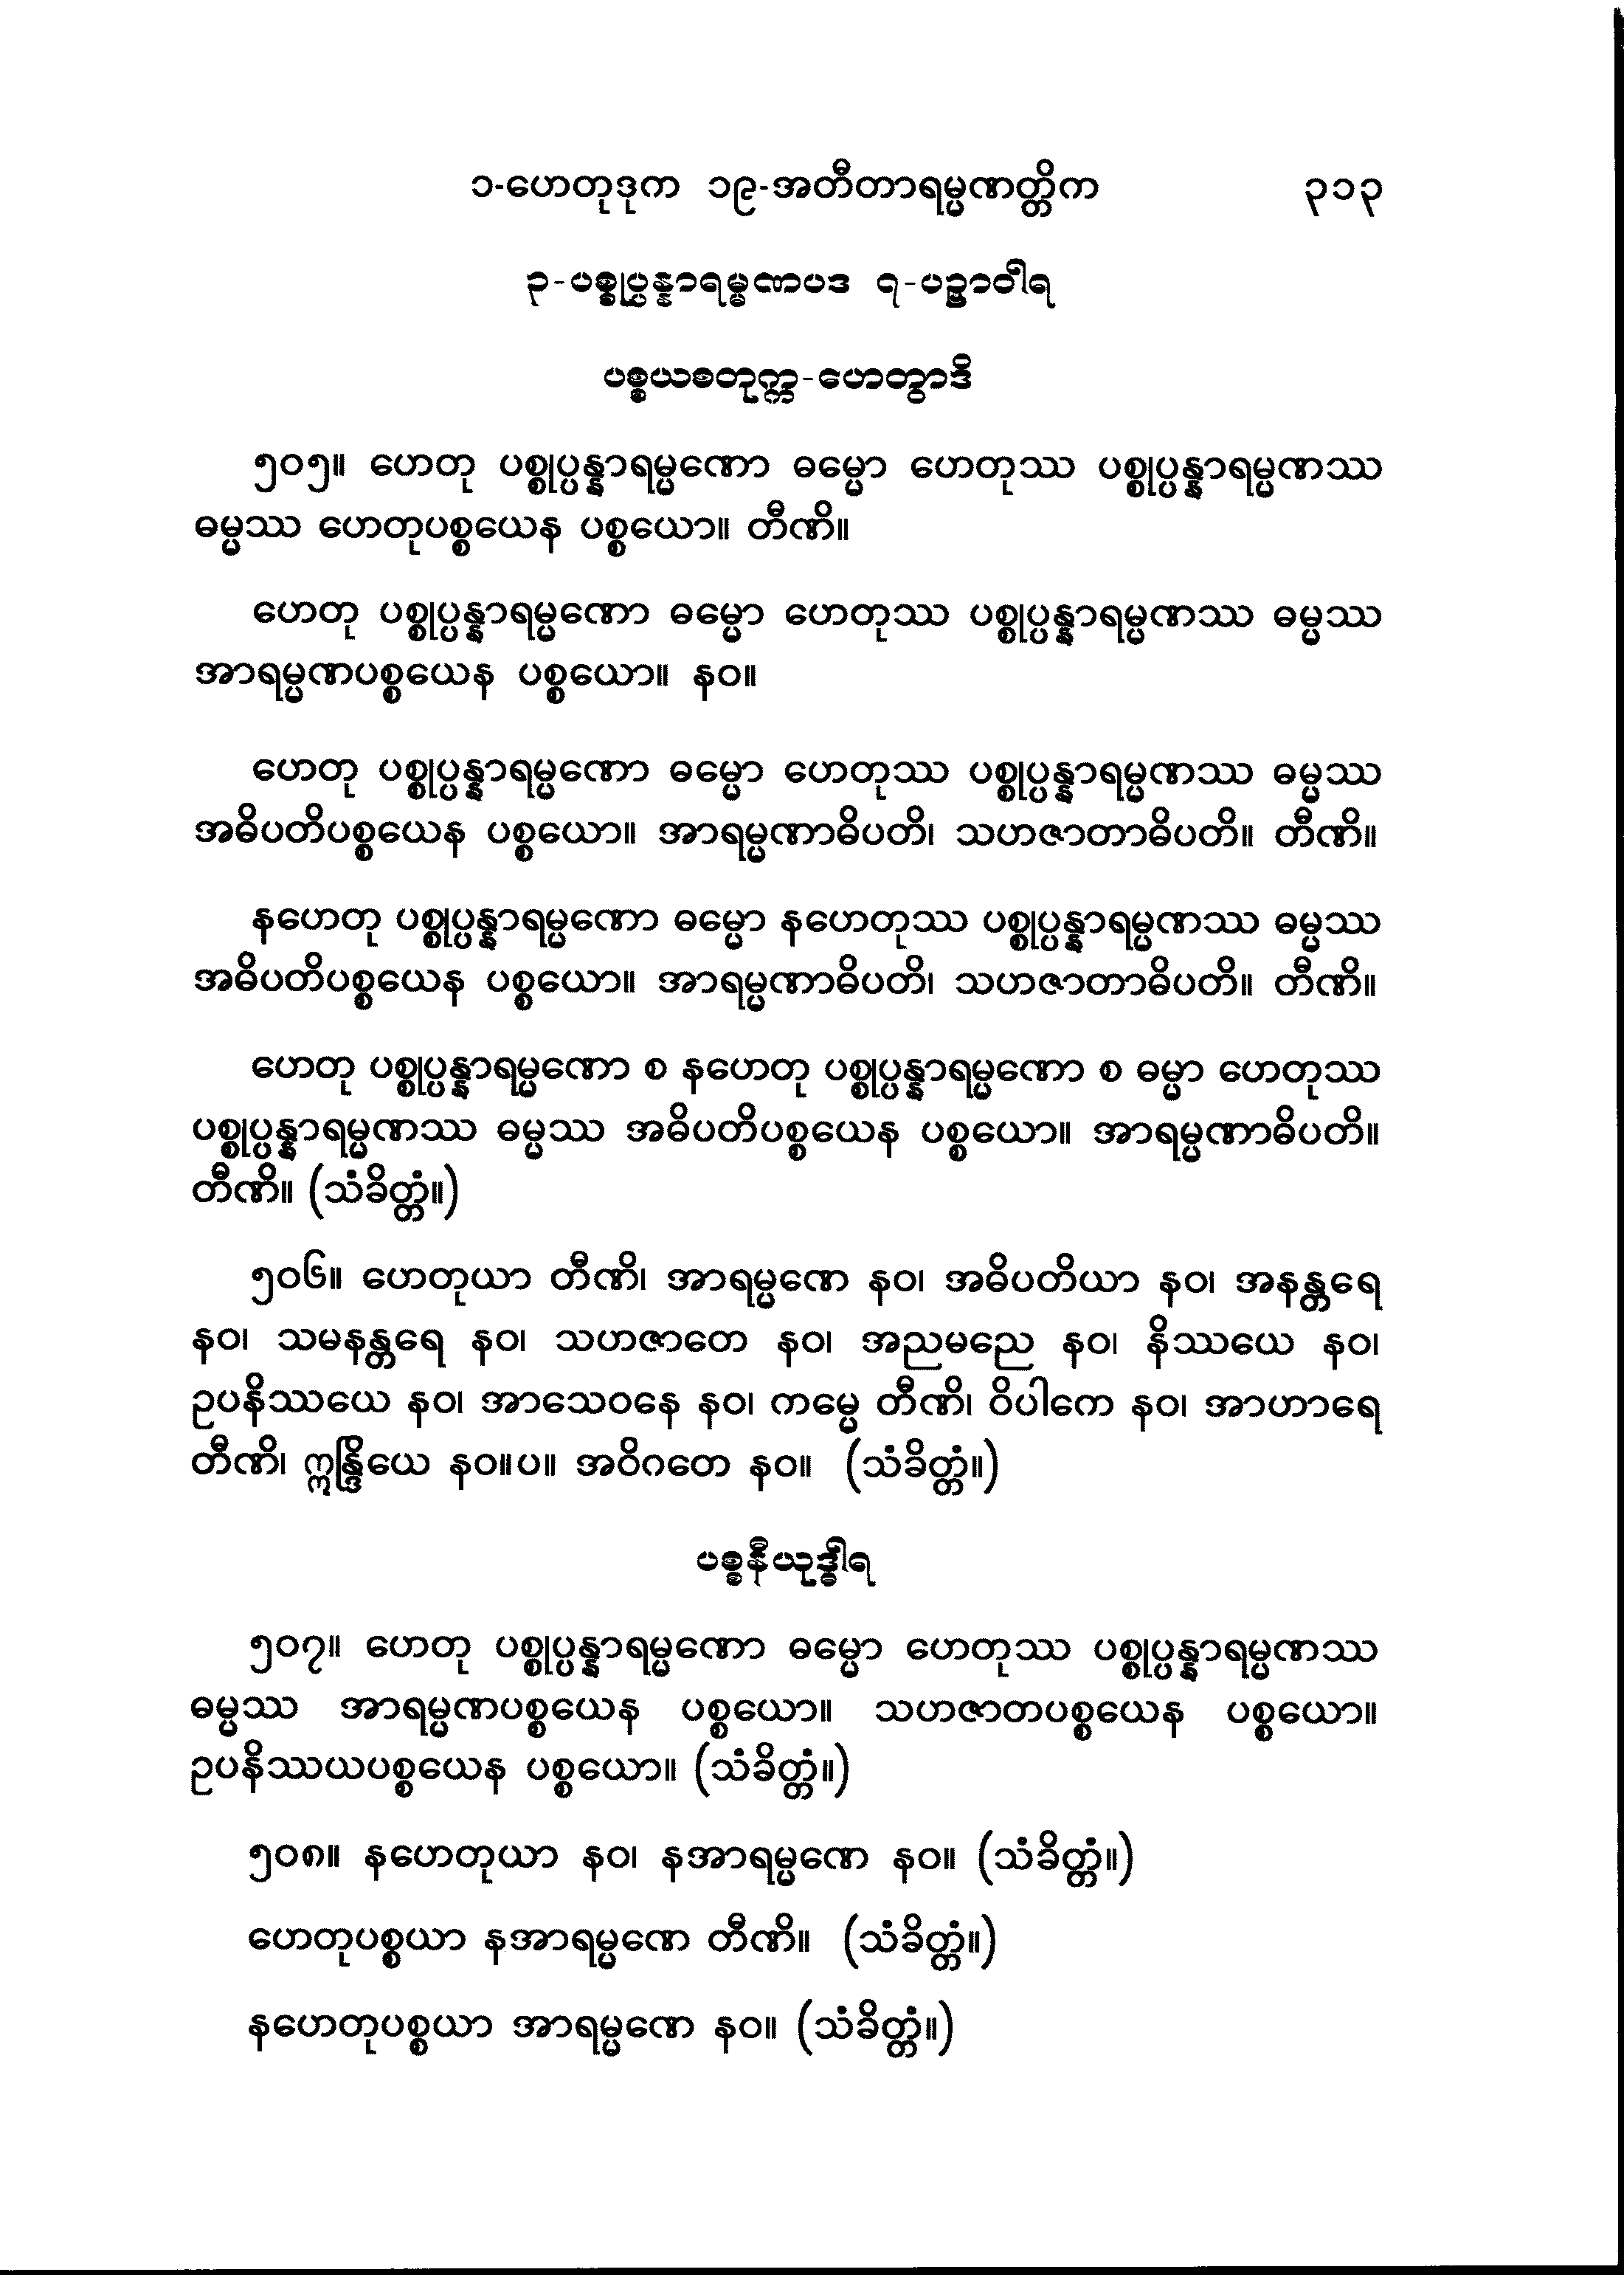 ၁-ဟေတုဒုက ၁၉-အတီတာရမ္မဏတ္တိက ၃၁၃
၃-ပစ္စုပ္ပန္နာရမ္မဏပဒ ၇-ပဉှာဝါရ
ပစ္စယစတုက္က-ဟေတွာဒိ
၅၀၅။ ဟေတု ပစ္စုပ္ပန္နာရမ္မဏော ဓမ္မော ဟေတုဿ ပစ္စုပ္ပန္နာရမ္မဏဿ
ဓမ္မဿ ဟေတုပစ္စယေန ပစ္စယော။ တီဏိ။
ဟေတု ပစ္စုပ္ပန္နာရမ္မဏော ဓမ္မော ဟေတုဿ ပစ္စုပ္ပန္နာရမ္မဏဿ ဓမ္မဿ
အာရမ္မဏပစ္စယေန ပစ္စယော။ နဝ။
ဟေတု ပစ္စုပ္ပန္နာရမ္မဏော ဓမ္မော ဟေတုဿ ပစ္စုပ္ပန္နာရမ္မဏဿ ဓမ္မဿ
အဓိပတိပစ္စယေန ပစ္စယော။ အာရမ္မဏာဓိပတိ၊ သဟဇာတာဓိပတိ။ တီဏိ။
နဟေတု ပစ္စုပ္ပန္နာရမ္မဏော ဓမ္မော နဟေတုဿ ပစ္စုပ္ပန္နာရမ္မဏဿ ဓမ္မဿ
အဓိပတိပစ္စယေန ပစ္စယော။ အာရမ္မဏာဓိပတိ၊ သဟဇာတာဓိပတိ။ တီဏိ။
ဟေတု ပစ္စုပ္ပန္နာရမ္မဏော စ နဟေတု ပစ္စုပ္ပန္နာရမ္မဏော စ ဓမ္မာ ဟေတုဿ
ပစ္စုပ္ပန္နာရမ္မဏဿ ဓမ္မဿ အဓိပတိပစ္စယေန ပစ္စယော။ အာရမ္မဏာဓိပတိ။
တီဏိ။ (သံခိတ္တံ။)
၅၀၆။ ဟေတုယာ တီဏိ၊ အာရမ္မဏေ နဝ၊ အဓိပတိယာ နဝ၊ အနန္တရေ
နဝ၊ သမနန္တရေ နဝ၊ သဟဇာတေ နဝ၊ အညမညေ နဝ၊ နိဿယေ နဝ၊
ဥပနိဿယေ နဝ၊ အာသေဝနေ နဝ၊ ကမ္မေ တီဏိ၊ ဝိပါကေ နဝ၊ အာဟာရေ
တီဏိ၊ ဣန္ဒြိယေ နဝ။ပ။ အဝိဂတေ နဝ။ (သံခိတ္တံ။)
ပစ္စနီယုဒ္ဓါရ
၅၀၇။ ဟေတု ပစ္စုပ္ပန္နာရမ္မဏော ဓမ္မော ဟေတုဿ ပစ္စုပ္ပန္နာရမ္မဏဿ
ဓမ္မဿ အာရမ္မဏပစ္စယေန ပစ္စယော။ သဟဇာတပစ္စယေန ပစ္စယော။
ဥပနိဿယပစ္စယေန ပစ္စယော။ (သံခိတ္တံ။)
၅၀၈။ နဟေတုယာ နဝ၊ နအာရမ္မဏေ နဝ။ (သံခိတ္တံ။)
ဟေတုပစ္စယာ နအာရမ္မဏေ တီဏိ။ (သံခိတ္တံ။)
နဟေတုပစ္စယာ အာရမ္မဏေ နဝ။ (သံခိတ္တံ။)